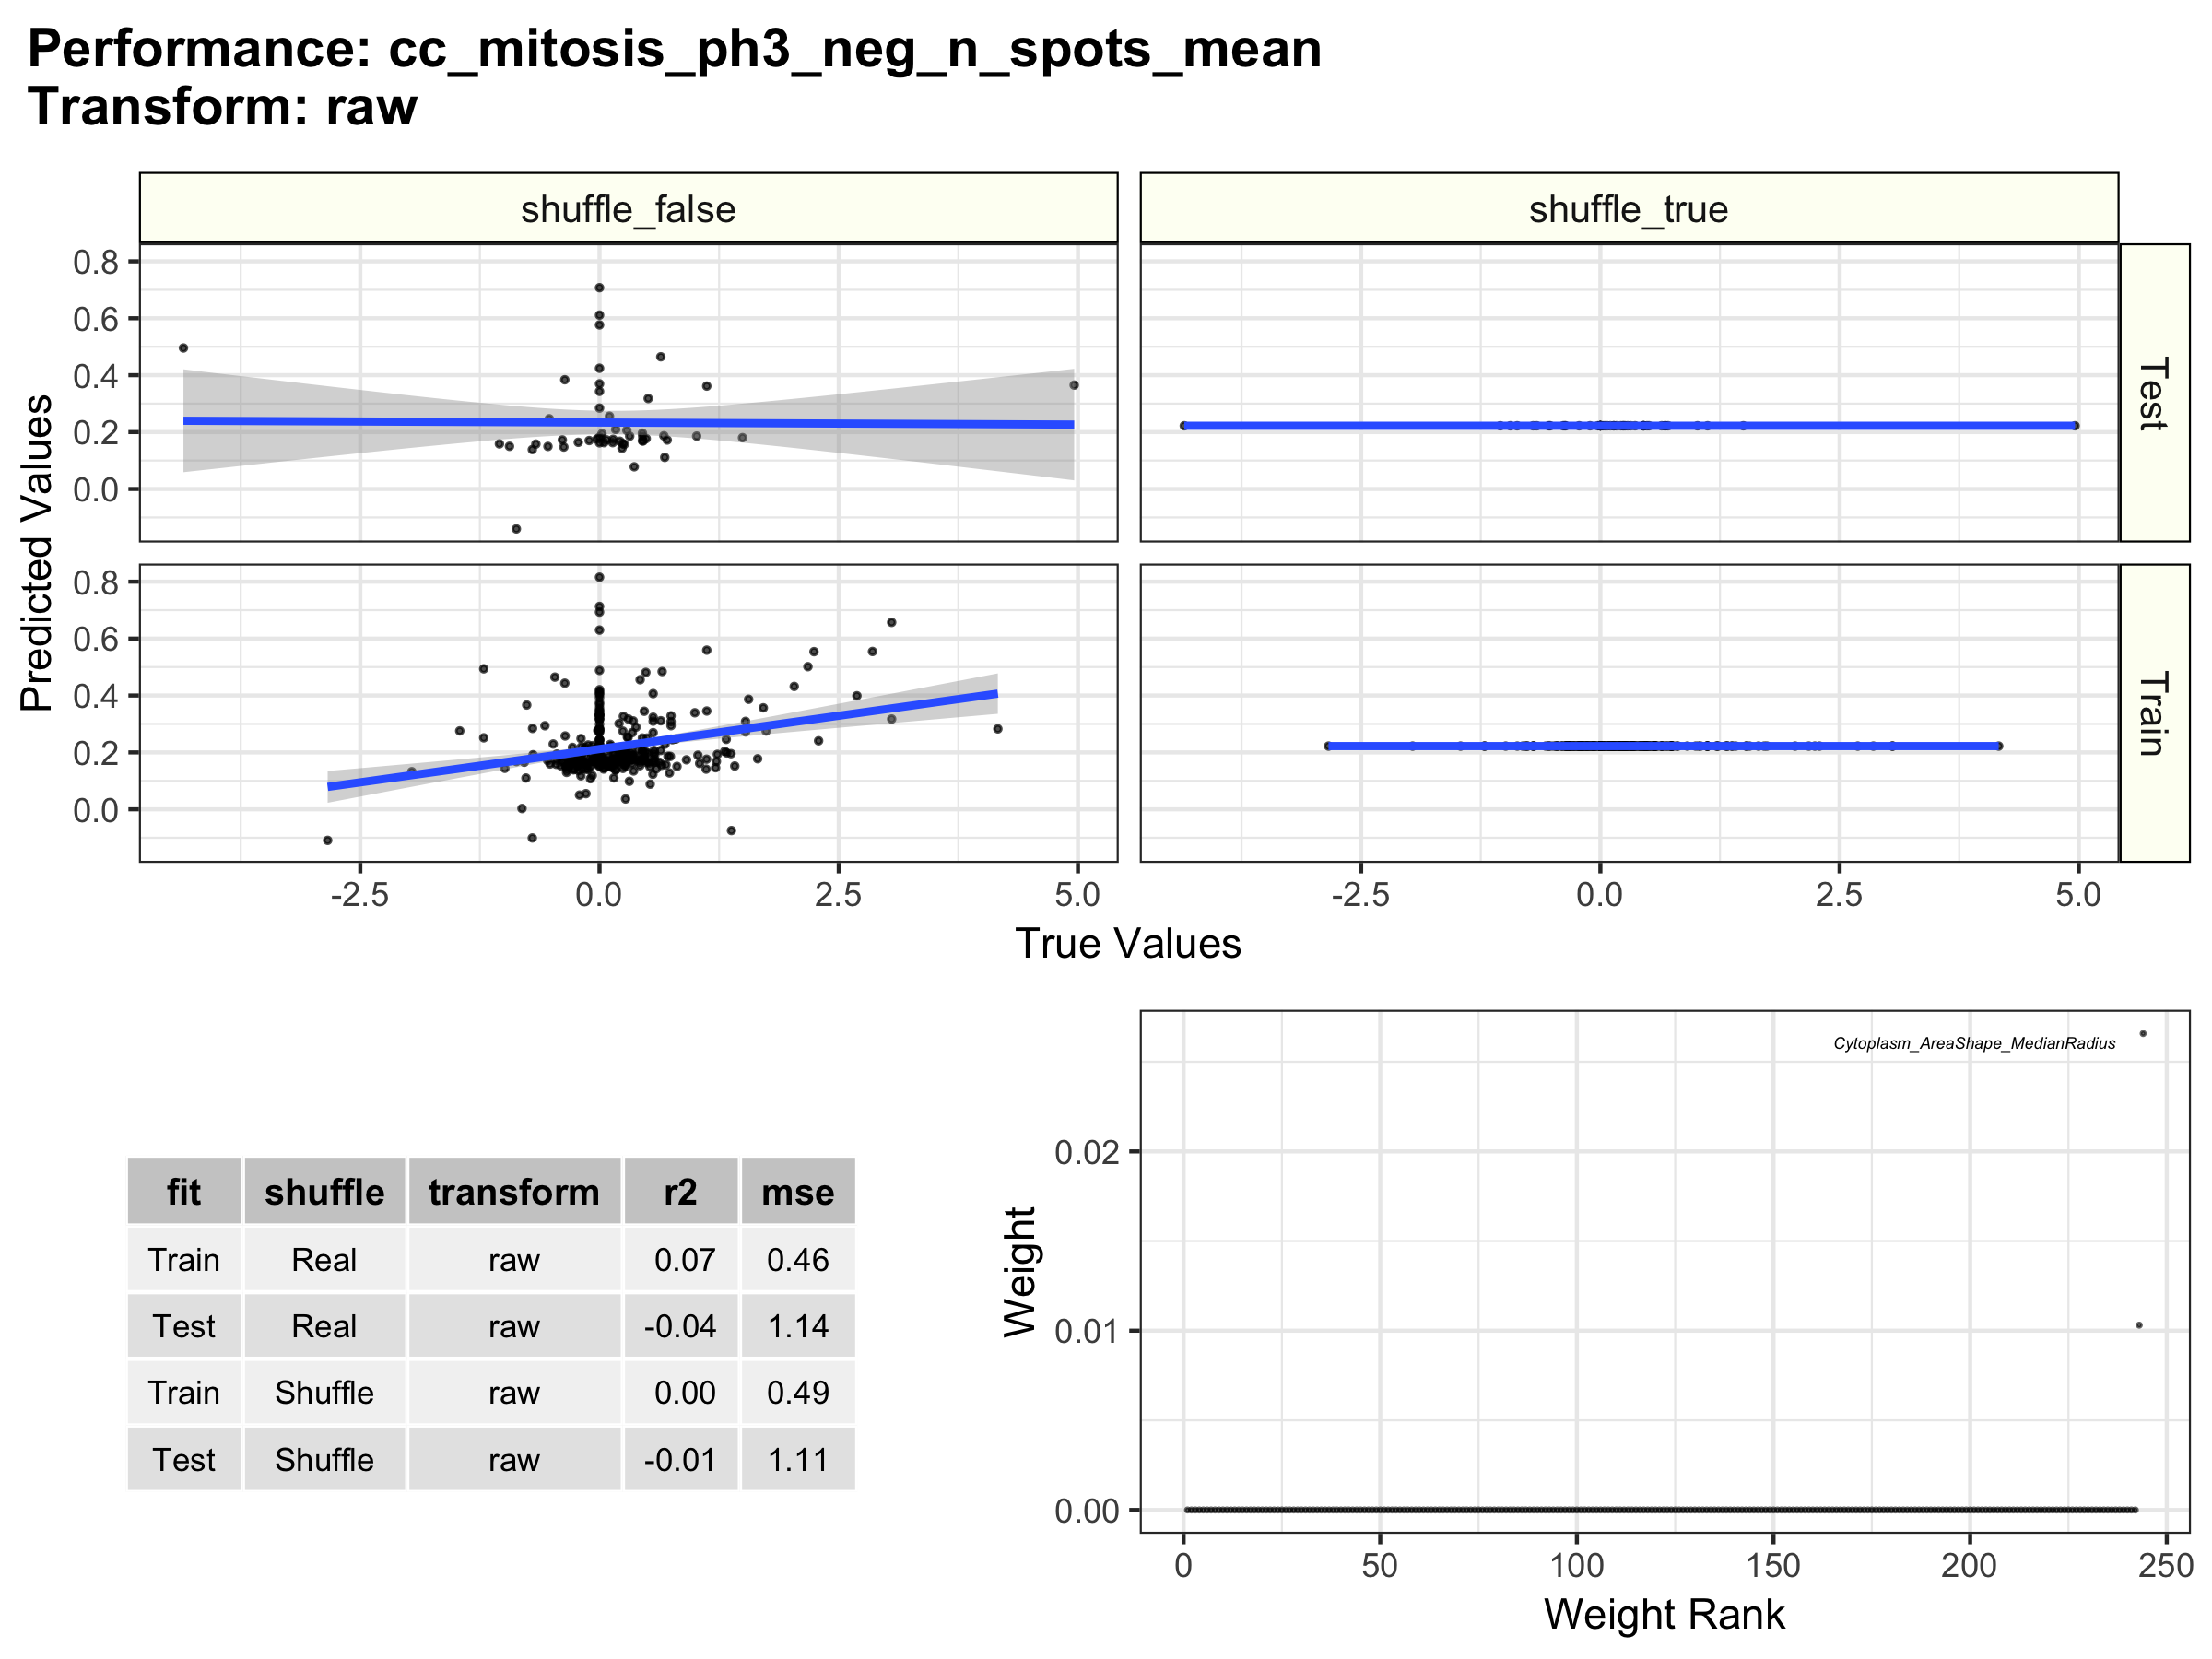 Performance: cc_mitosis_ph3_neg_n_spots_mean
Transform: raw
shuffle_false
shuffle_true
0.8
0.6
0.4
0.2
0.0
Test
0.8
0.6
0.4
0.2
0.0
Train
Predicted Values
-2.5 0.0 2.5 5.0
-2.5 0.0 2.5 5.0
True Values
fit shuffle transform r2 mse
Train Real raw 0.07 0.46
Test Real raw -0.04 1.14
Train Shuffle raw 0.00 0.49
Test Shuffle raw -0.01 1.11
Cytoplasm_AreaShape_MedianRadius
0.02
0.01
0.00
Weight
0 50 100 150 200 250
Weight Rank